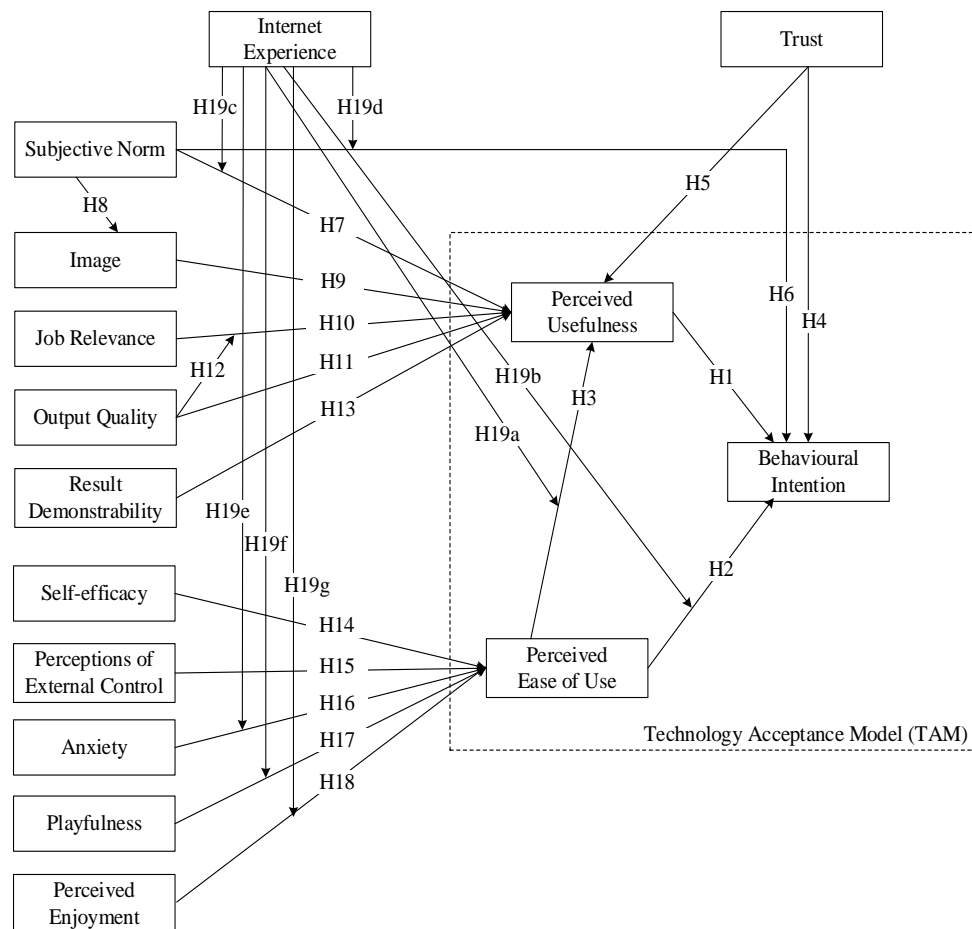 Internet
Experience
Trust
H19c
H19d
Subjective Norm
H5
H8
H7
Image
H9
H6
Perceived
Usefulness
H4
Job Relevance
H10
H12
H11
H19b
H3
H1
Output Quality
H13
H19a
Behavioural
Intention
Result
Demonstrability
H19e
H19f
H19g
H2
Self-efficacy
H14
Perceptions of
External Control
H15
Perceived
Ease of Use
H16
Anxiety
H17
Technology Acceptance Model (TAM)
H18
Playfulness
Perceived
Enjoyment